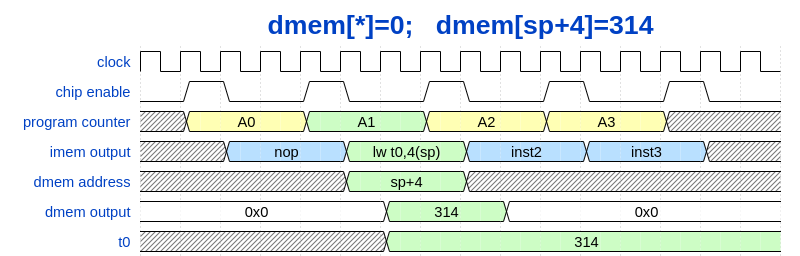 dmem[*]=0;   dmem[sp+4]=314
clock
chip enable
program counter A0 A1 A2 A3
imem output nop lw t0,4(sp) inst2 inst3
dmem address sp+4
dmem output 0x0 314 0x0
t0 314